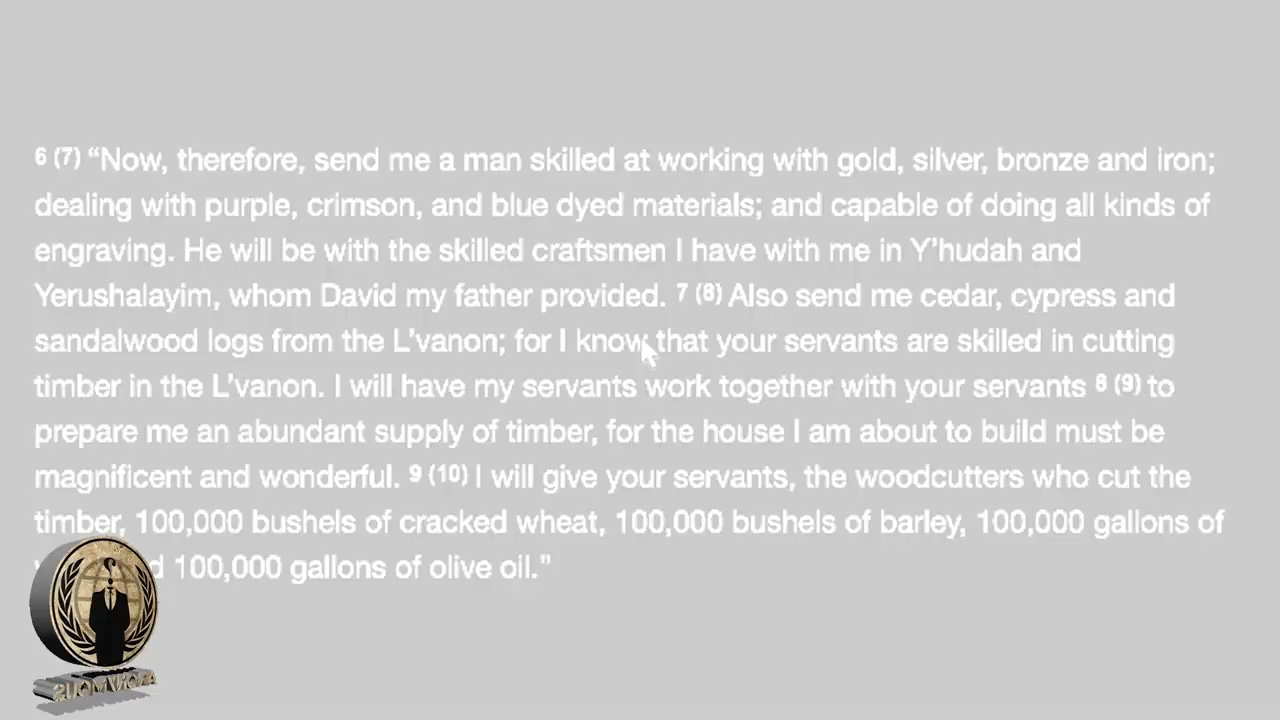 6 (7) “Now, therefore, send me a man skilled at working with gold, silver, bronze and iron;
dealing with purple, crimson, and blue dyed materials; and capable of doing all kinds of
engraving. He will be with the skilled craftsmen I have with me in Y’hudah and
Yerushalayim, whom David my father provided. 7 (8) Also send me cedar, cypress and
sandalwood logs from the L’vanon; for I know that your servants are skilled in cutting
timber in the L’vanon. I will have my servants work together with your servants 8 (9) to
prepare me an abundant supply of timber, for the house I am about to build must be
magnificent and wonderful. 9 (10) I will give your servants, the woodcutters who cut the
timber, 100,000 bushels of cracked wheat, 100,000 bushels of barley, 100,000 gallons of
100,000 gallons of olive oil.”
ANONYMOUS